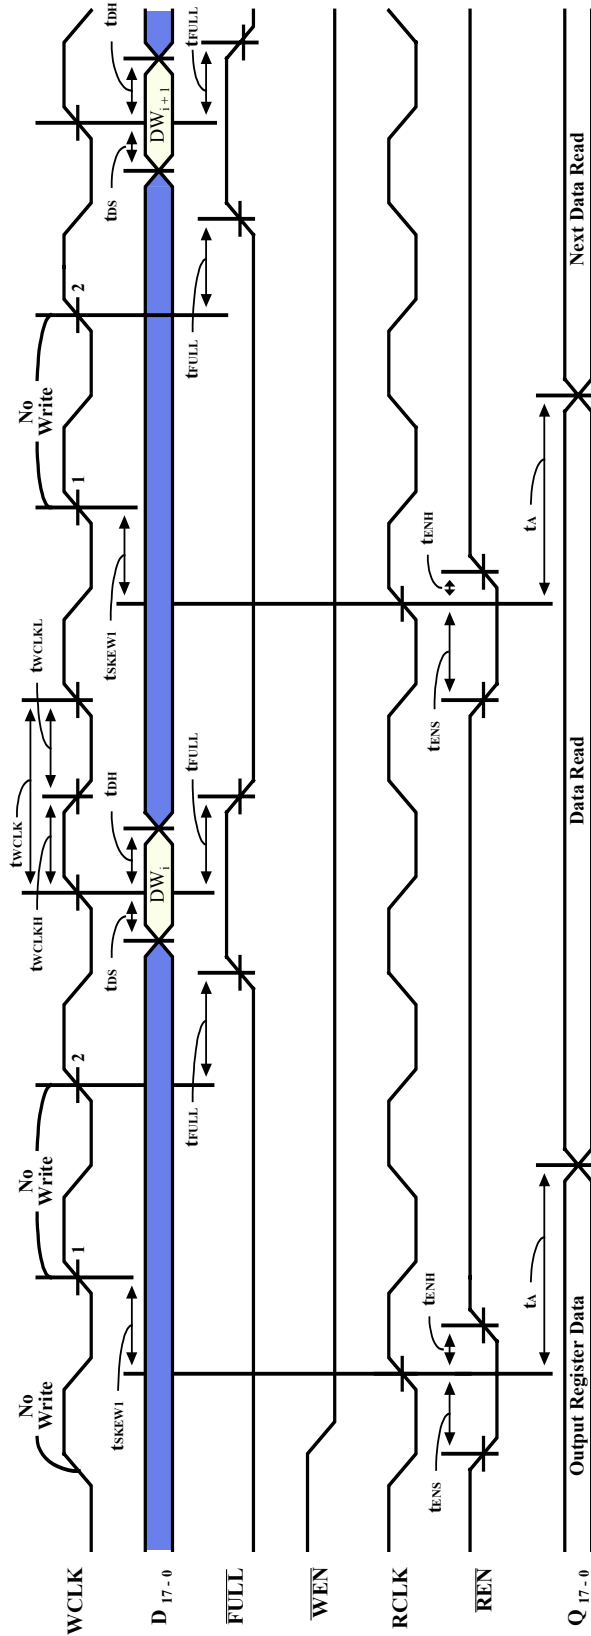 WCLK
No
Write
1
No
Write
2
tWCLKH
tWCLK
tWCLKL
1
No
Write
2
D 17 - 0
tSKEW1
tDS
DW i
tDH
tSKEW1
tDS
DW i + 1
tDH
FULL
tFULL
tFULL
tFULL
tFULL
WEN
RCLK
REN
tENS
tENH
tENS
tENH
Q 17 - 0
Output Register Data
tA
Data Read
tA
Next Data Read